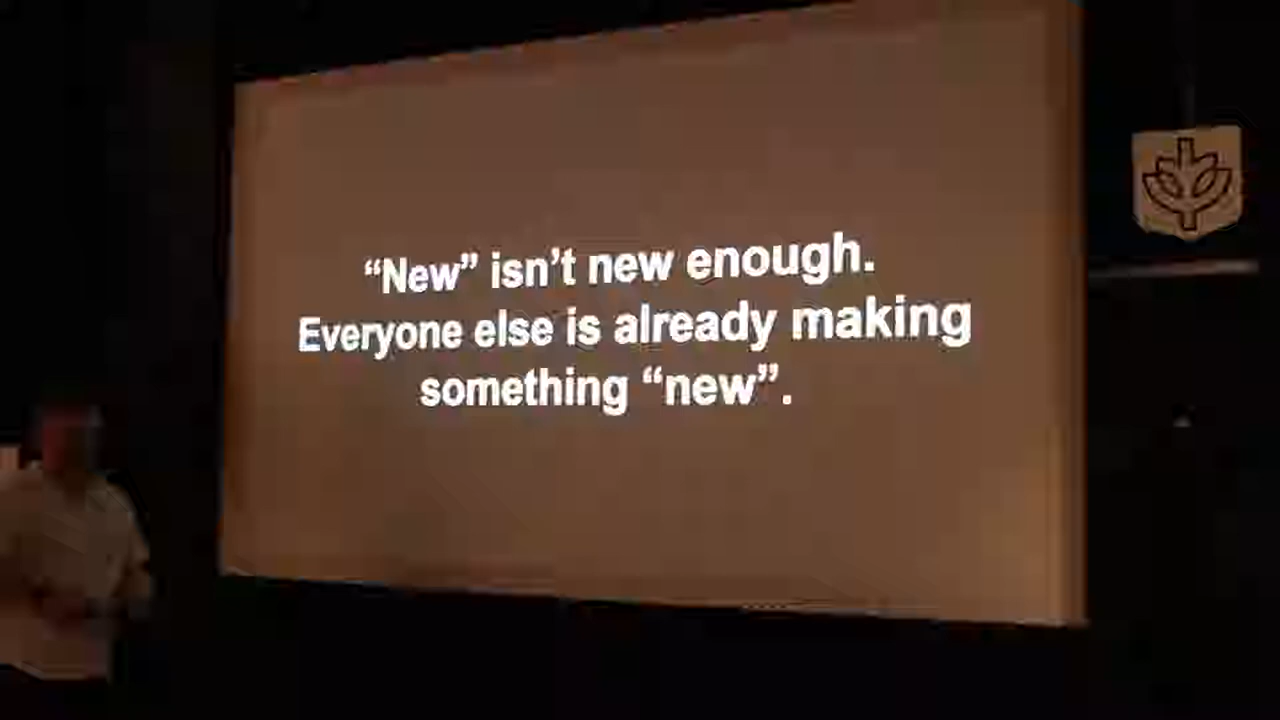 “New” isn’t new enough.
Everyone else is already making
something “new”.